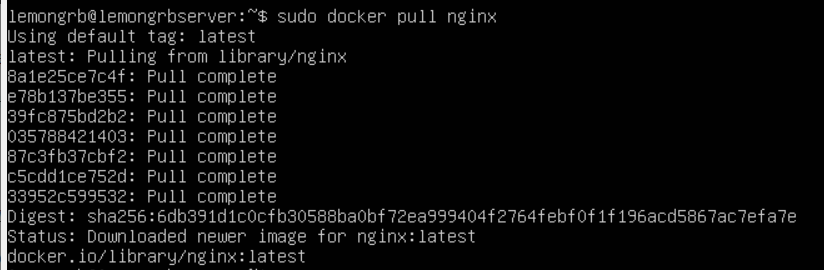 lemongrb@lemongrbserver:~$ sudo docker pull nginx
Using default tag: latest
latest: Pulling from library/nginx
8a1e25ce7c4f: Pull complete
e78b137be355: Pull complete
39fc875bd2b2: Pull complete
035788421403: Pull complete
87c3fb37cbf2: Pull complete
c5cdd1ce752d: Pull complete
33952c599532: Pull complete
Digest: sha256:6db391d1c0cfb30588ba0bf72ea999404f2764febf0f1f196acd5867ac7efa7e
Status: Downloaded newer image for nginx:latest
docker.io/library/nginx:latest